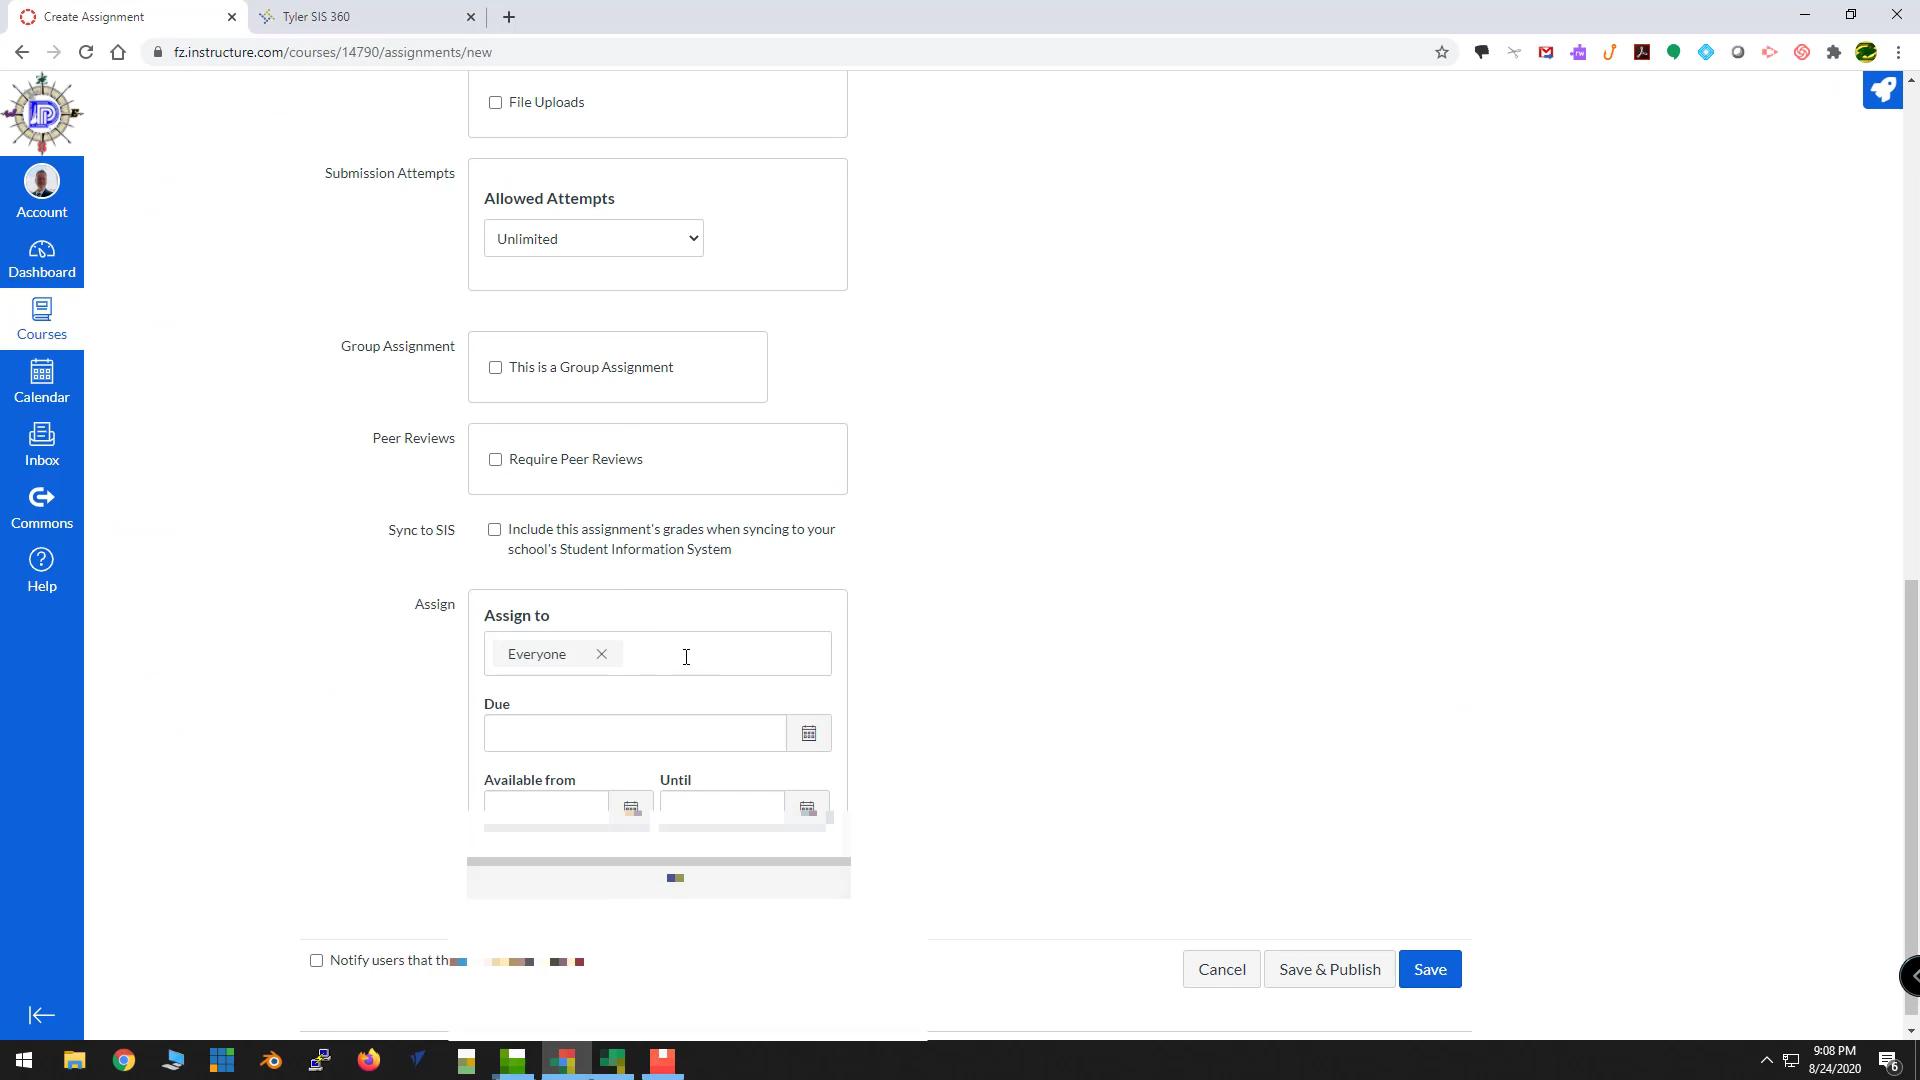 Create Assignment
Tyler SIS 360
fz.instructure.com/courses/14790/assignments/new
File Uploads
Submission Attempts
Allowed Attempts
Unlimited
Group Assignment
This is a Group Assignment
Peer Reviews
Require Peer Reviews
Sync to SIS
Include this assignment's grades when syncing to your
school's Student Information System
Assign
Assign to
Everyone
Due
Available from
Until
Notify users that th
Cancel
Save & Publish
Save
Account
Dashboard
Courses
Calendar
Inbox
Commons
Help
9:08 PM
8/24/2020
6